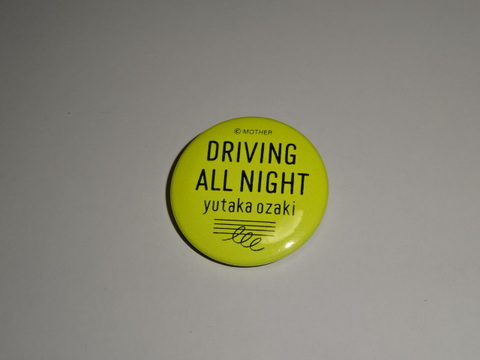 © MOTHER
DRIVING
ALL NIGHT
yutaka ozaki